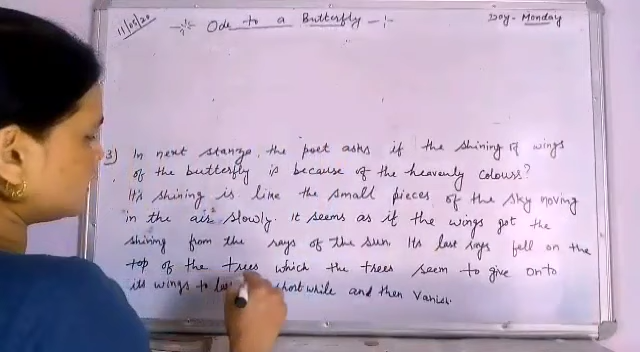 11/05/20 Ode to a Butterfly Day - Monday
3) In next stanza, the poet asks if the shining of wings
of the butterfly is because of the heavenly colours?
It's shining is like the small pieces of the sky moving
in the air slowly. It seems as if the wings got the
shining from the rays of the sun. Its last rays fell on the
top of the trees which the trees seem to give onto
its wings to short while and then vanish.